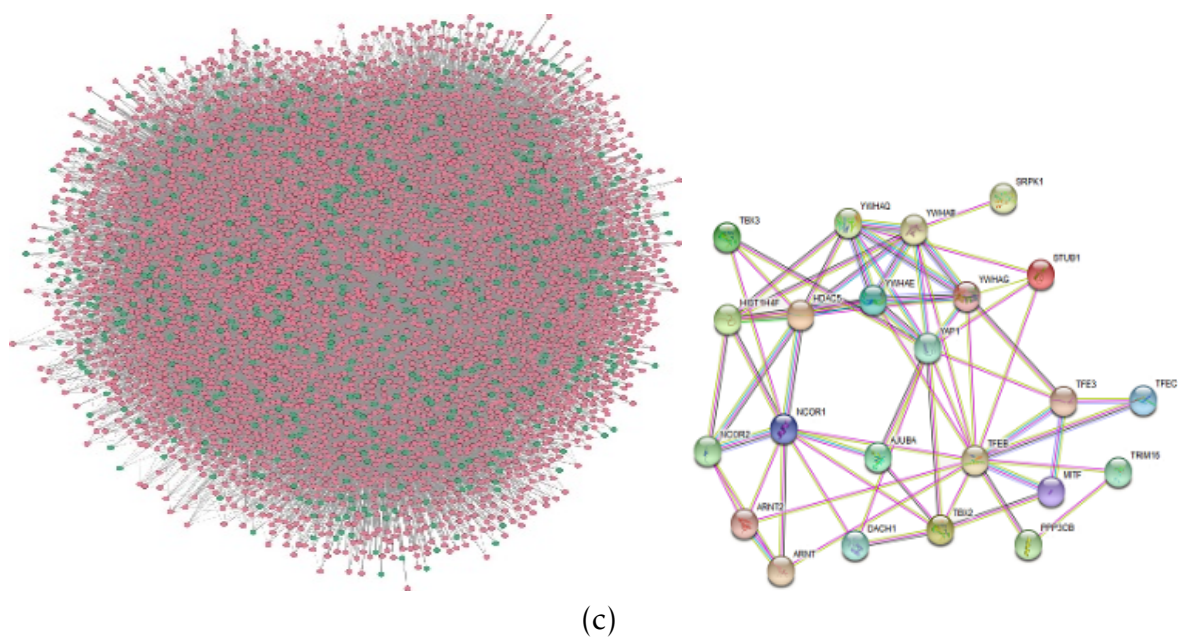 SRPK1
YWHAQ
YWHAB
TBX3
STUB1
YWHAE
YWHAG
HIST1H4F
HDAC5
YAP1
TFE3
TFEC
NCOR1
NCOR2
AJUBA
TFEB
TRIM16
MITF
ARNT2
DACH1
TBX2
PPP3CB
ARNT
(c)